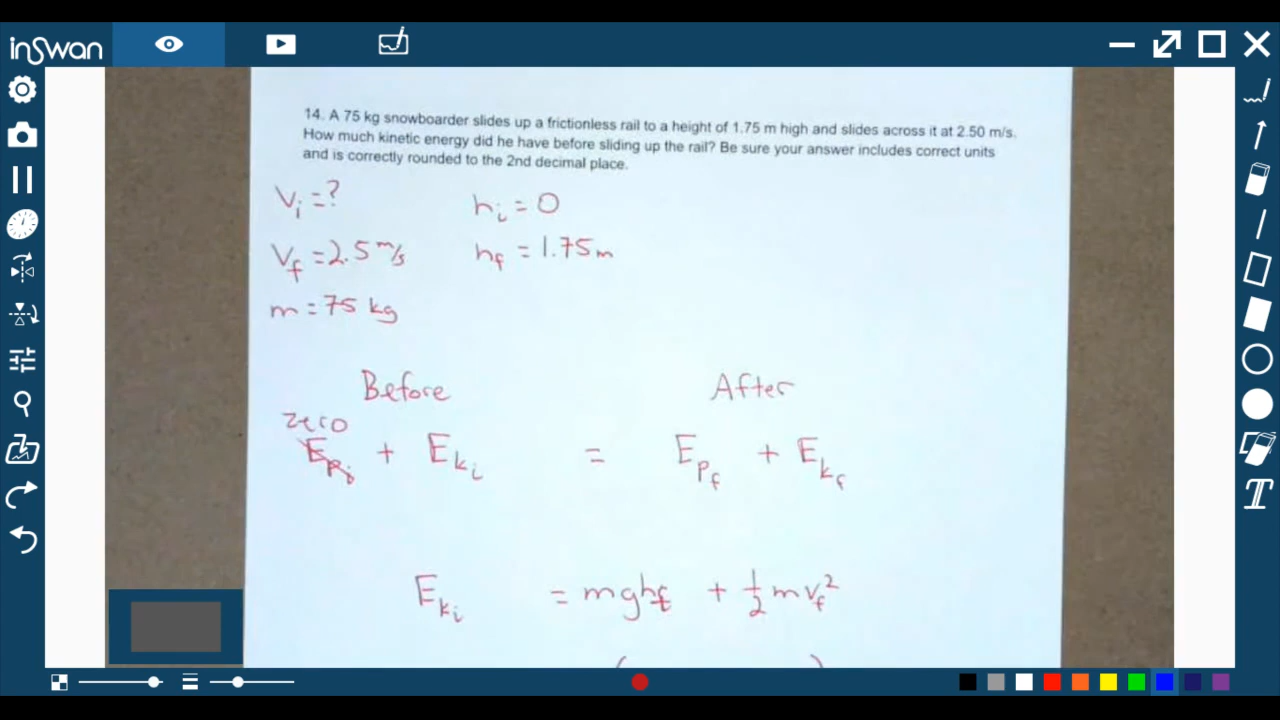 inSwan
14. A 75 kg snowboarder slides up a frictionless rail to a height of 1.75 m high and slides across it at 2.50 m/s.
How much kinetic energy did he have before sliding up the rail? Be sure your answer includes correct units
and is correctly rounded to the 2nd decimal place.
Vi = ? hi = 0
Vf = 2.5 m/s hf = 1.75 m
m = 75 kg
Before After
zero
Epi + Eki = Epf + Ekf
Eki = mghf + 1/2 mvf²
T